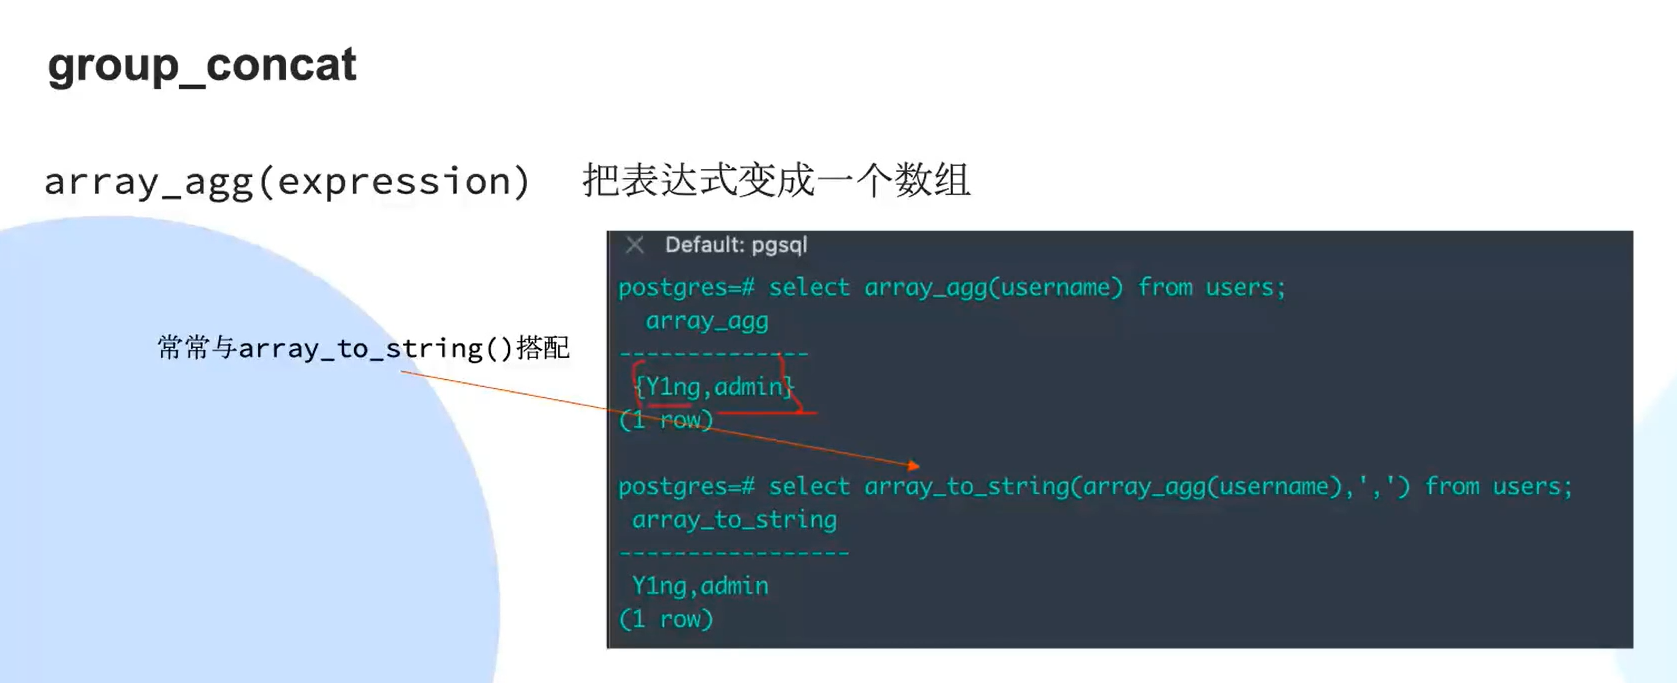 group_concat
array_agg(expression) 把表达式变成一个数组
常常与array_to_string()搭配
Default: pgsql
postgres=# select array_agg(username) from users;
array_agg
--------------
{Y1ng,admin}
(1 row)
postgres=# select array_to_string(array_agg(username),',') from users;
array_to_string
-----------------
Y1ng,admin
(1 row)